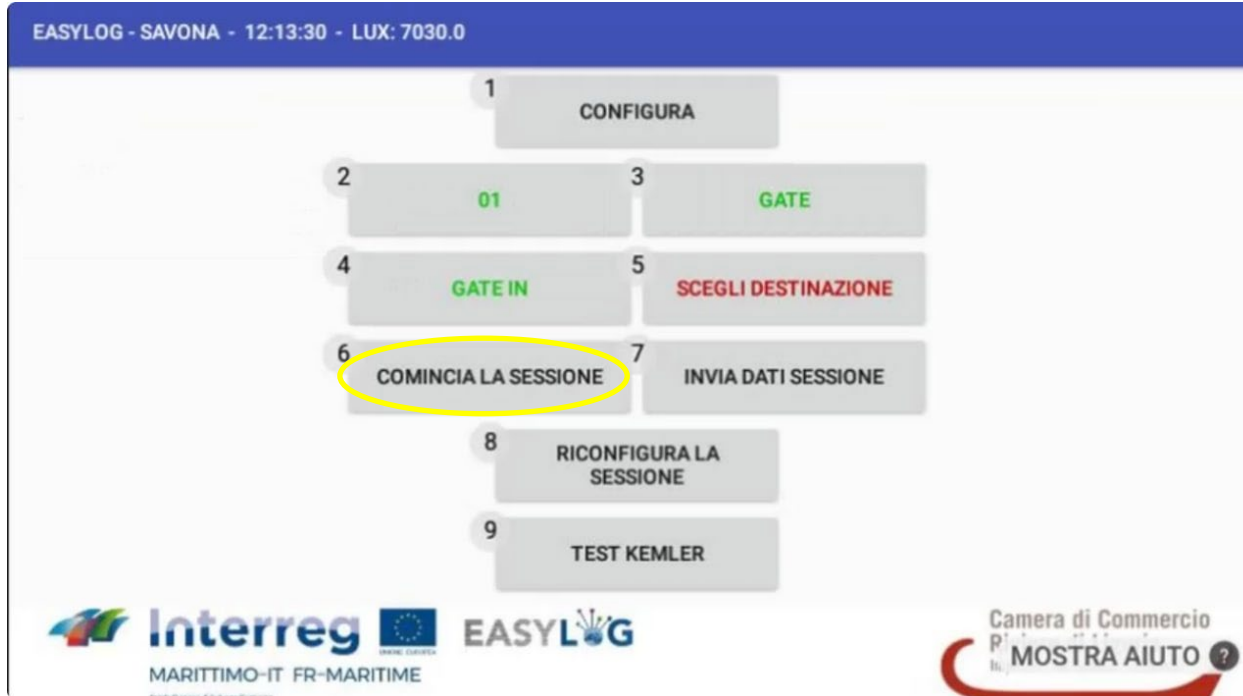 EASYLOG - SAVONA - 12:13:30 - LUX: 7030.0
1
CONFIGURA
2
01
3
GATE
4
GATE IN
5
SCEGLI DESTINAZIONE
6
COMINCIA LA SESSIONE
7
INVIA DATI SESSIONE
8
RICONFIGURA LA
SESSIONE
9
TEST KEMLER
Interreg
MARITTIMO-IT FR-MARITIME
EASYLOG
Camera di Commercio
MOSTRA AIUTO ?